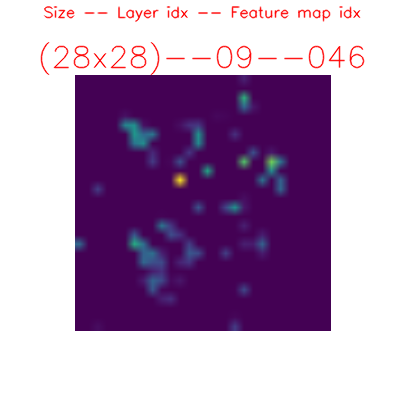 Size -- Layer idx -- Feature map idx
(28x28)--09--046